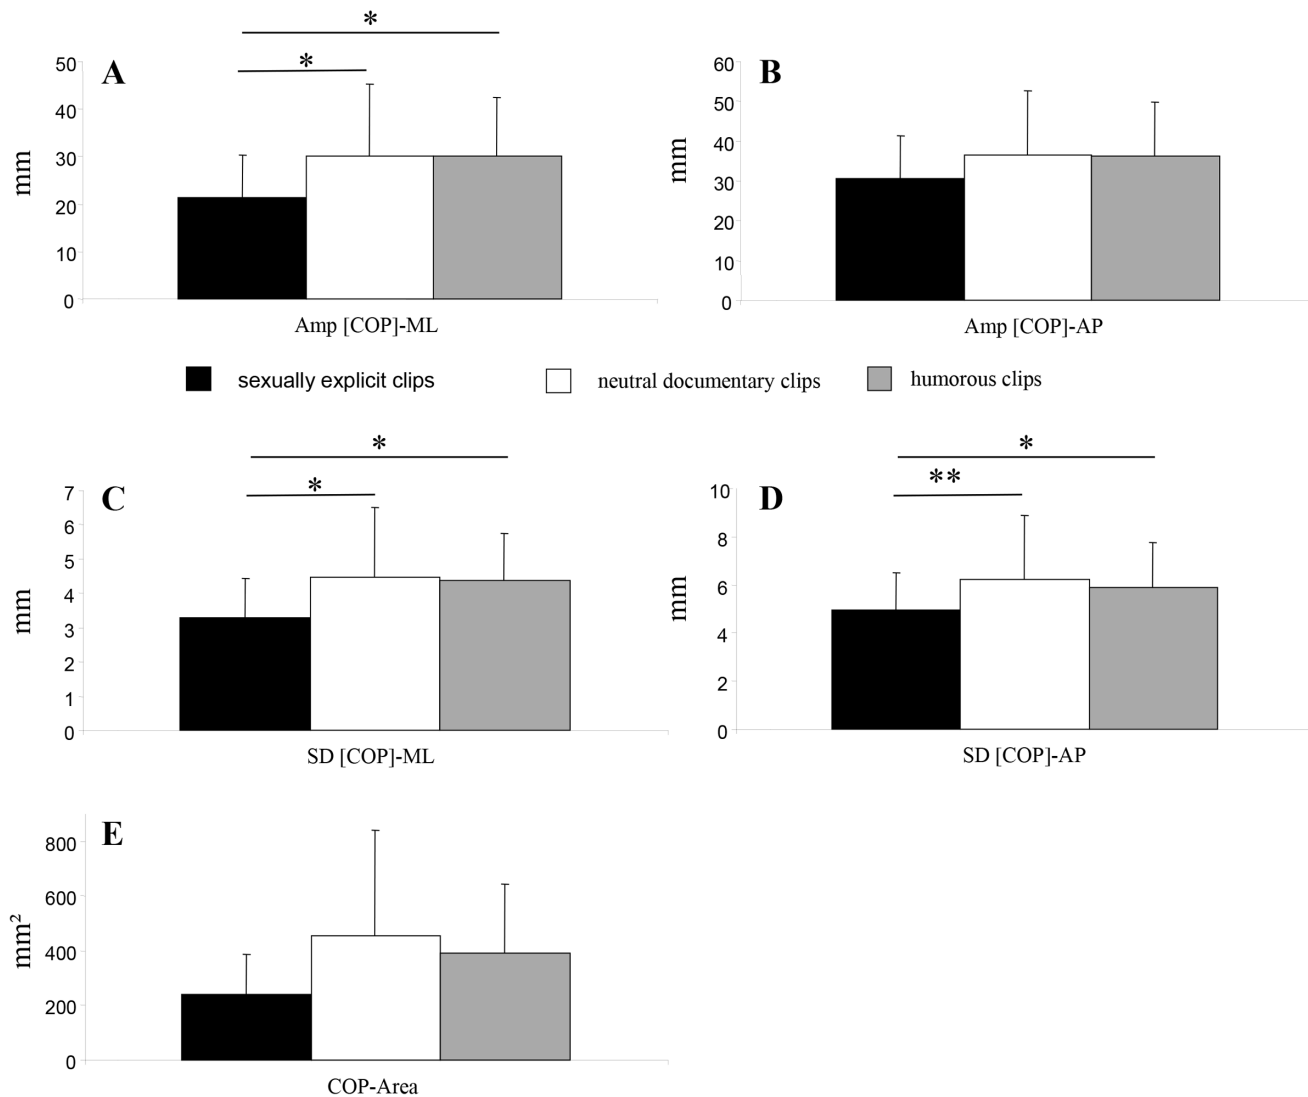 *
*
A
50
40
30
20
10
0
mm
Amp [COP]-ML
B
60
50
40
30
20
10
0
mm
Amp [COP]-AP
sexually explicit clips
neutral documentary clips
humorous clips
*
*
C
7
6
5
4
3
2
1
0
mm
SD [COP]-ML
*
**
D
10
8
6
4
2
0
mm
SD [COP]-AP
E
800
600
400
200
0
mm²
COP-Area